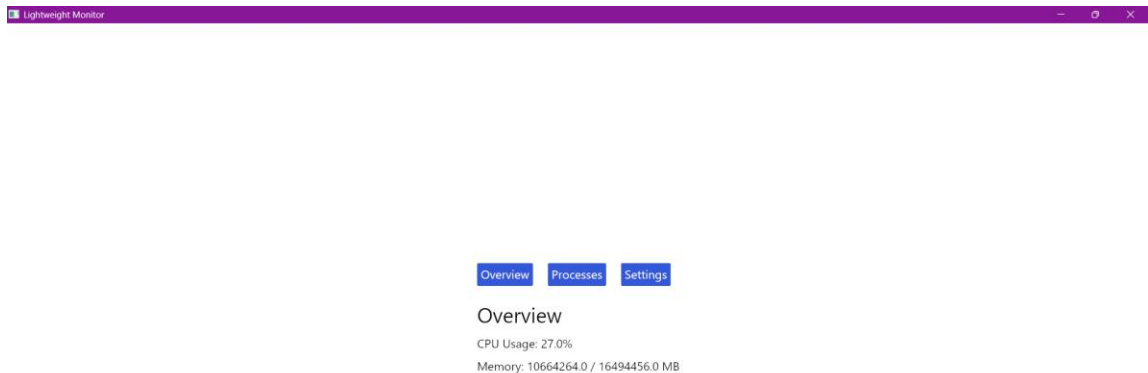 Lightweight Monitor
Overview Processes Settings
Overview
CPU Usage: 27.0%
Memory: 10664264.0 / 16494456.0 MB